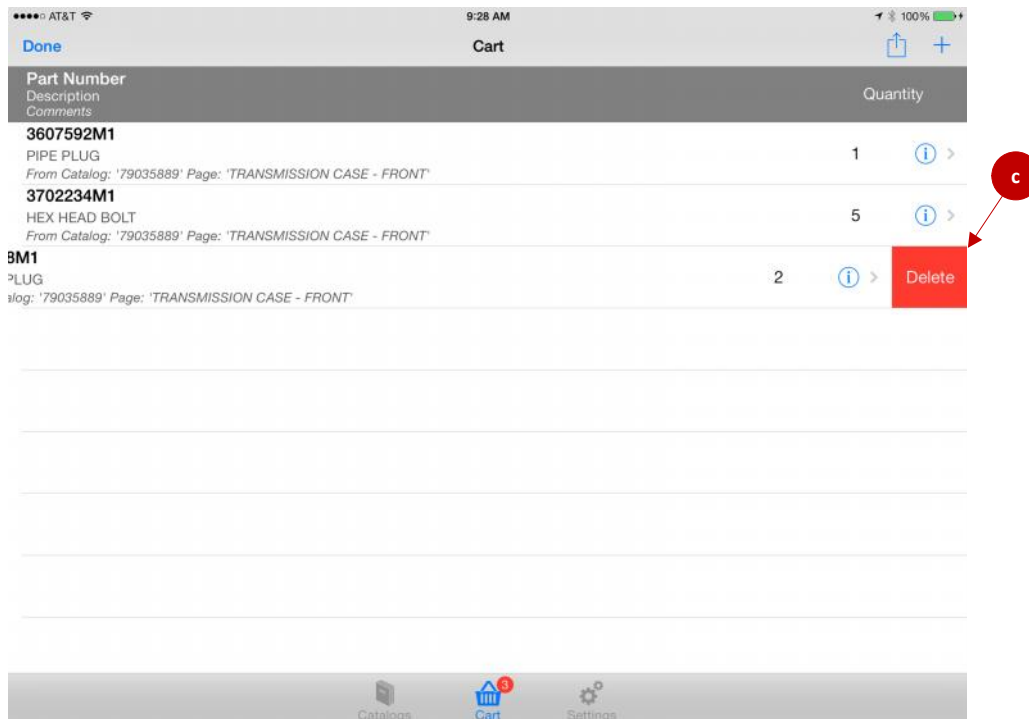 AT&T 9:28 AM 100%
Done Cart
Part Number
Description Quantity
Comments
3607592M1
PIPE PLUG 1
From Catalog: '79035889' Page: 'TRANSMISSION CASE - FRONT'
c
3702234M1
HEX HEAD BOLT 5
From Catalog: '79035889' Page: 'TRANSMISSION CASE - FRONT'
8M1
PLUG 2 Delete
alog: '79035889' Page: 'TRANSMISSION CASE - FRONT'
3
Catalogs Cart Settings